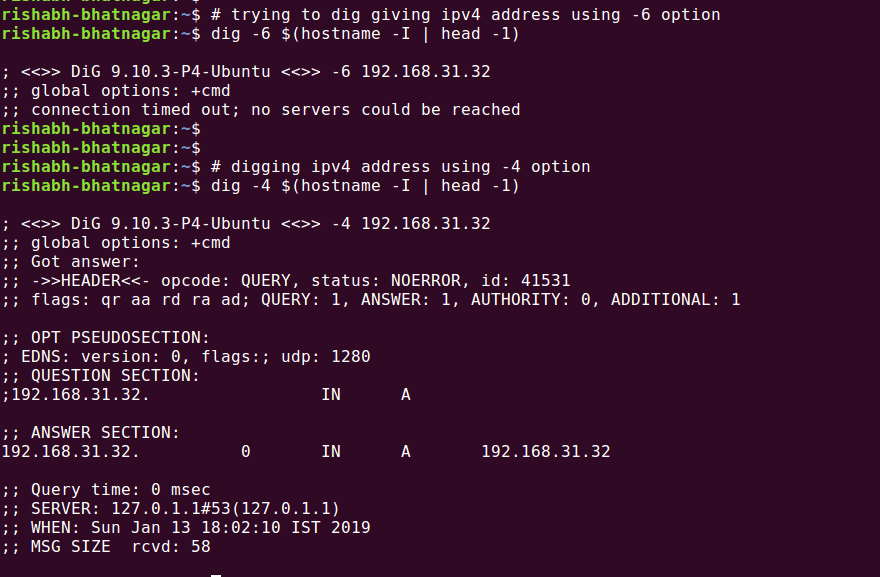 rishabh-bhatnagar:~$ # trying to dig giving ipv4 address using -6 option
rishabh-bhatnagar:~$ dig -6 $(hostname -I | head -1)
; <<>> DiG 9.10.3-P4-Ubuntu <<>> -6 192.168.31.32
;; global options: +cmd
;; connection timed out; no servers could be reached
rishabh-bhatnagar:~$
rishabh-bhatnagar:~$
rishabh-bhatnagar:~$ # digging ipv4 address using -4 option
rishabh-bhatnagar:~$ dig -4 $(hostname -I | head -1)
; <<>> DiG 9.10.3-P4-Ubuntu <<>> -4 192.168.31.32
;; global options: +cmd
;; Got answer:
;; ->>HEADER<<- opcode: QUERY, status: NOERROR, id: 41531
;; flags: qr aa rd ra ad; QUERY: 1, ANSWER: 1, AUTHORITY: 0, ADDITIONAL: 1
;; OPT PSEUDOSECTION:
; EDNS: version: 0, flags:; udp: 1280
;; QUESTION SECTION:
;192.168.31.32. IN A
;; ANSWER SECTION:
192.168.31.32. 0 IN A 192.168.31.32
;; Query time: 0 msec
;; SERVER: 127.0.1.1#53(127.0.1.1)
;; WHEN: Sun Jan 13 18:02:10 IST 2019
;; MSG SIZE rcvd: 58